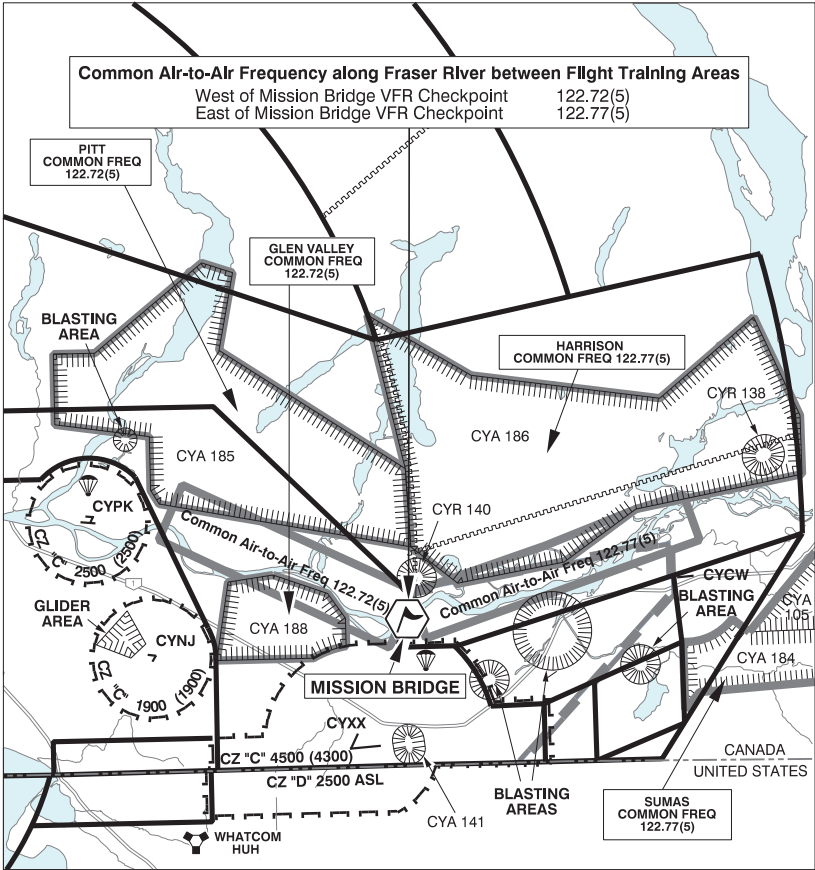 Common Air-to-Air Frequency along Fraser River between Flight Training Areas
West of Mission Bridge VFR Checkpoint 122.72(5)
East of Mission Bridge VFR Checkpoint 122.77(5)
PITT
COMMON FREQ
122.72(5)
GLEN VALLEY
COMMON FREQ
122.72(5)
BLASTING
AREA
HARRISON
COMMON FREQ 122.77(5)
CYR 138
CYA 186
CYA 185
CYPK
CZ "C" 2500 (2500)
CYR 140
Common Air-to-Air Freq 122.72(5)
Common Air-to-Air Freq 122.77(5)
1
CYCW
BLASTING
AREA
GLIDER
AREA
CYA
105
CYA 188
CYNJ
CYA 184
CZ "C" 1900 (1900)
MISSION BRIDGE
CYXX
CZ "C" 4500 (4300)
CANADA
UNITED STATES
CZ "D" 2500 ASL
BLASTING
AREAS
CYA 141
SUMAS
COMMON FREQ
122.77(5)
WHATCOM
HUH